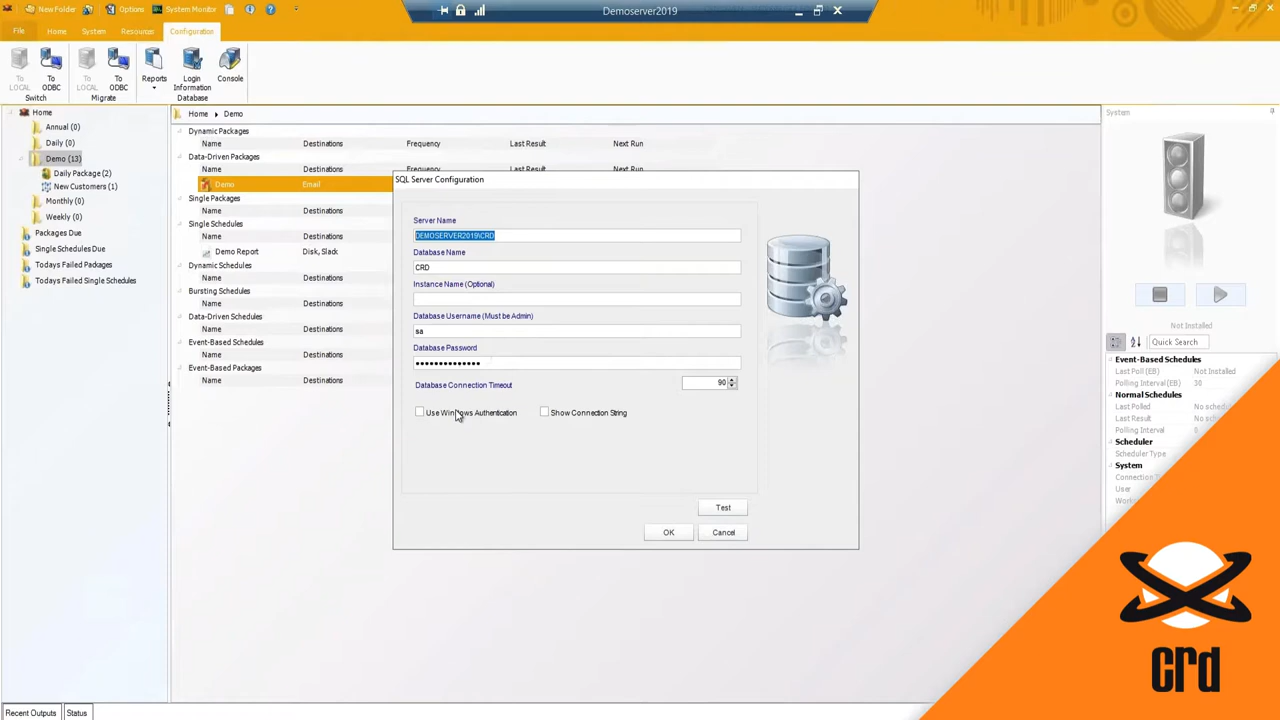 New Folder Options System Monitor Demoserver2019
File Home System Resources Configuration
To LOCAL To ODBC To LOCAL To ODBC Reports Login Information Console
Switch Migrate Database
Home
Annual (0)
Daily (0)
Demo (13)
Daily Package (2)
New Customers (1)
Monthly (0)
Weekly (0)
Packages Due
Single Schedules Due
Todays Failed Packages
Todays Failed Single Schedules
Home Demo
Dynamic Packages
Name Destinations Frequency Last Result Next Run
Data-Driven Packages
Name Destinations Frequency Last Result Next Run
Demo Email
Single Packages
Name Destinations
Single Schedules
Name Destinations
Demo Report Disk, Slack
Dynamic Schedules
Name Destinations
Bursting Schedules
Name Destinations
Data-Driven Schedules
Name Destinations
Event-Based Schedules
Name Destinations
Event-Based Packages
Name Destinations
SQL Server Configuration
Server Name
DEMOSERVER2019\CRD
Database Name
CRD
Instance Name (Optional)
Database Username (Must be Admin)
sa
Database Password
••••••••••••••
Database Connection Timeout 90
Use Windows Authentication Show Connection String
Test
OK Cancel
System
Not Installed
Quick Search
Event-Based Schedules
Last Poll (EB) Not Installed
Polling Interval (EB) 30
Normal Schedules
Last Polled No sched
Last Result No
Polling Interval
Scheduler
Scheduler Type
System
Connection
User
crd
Recent Outputs Status